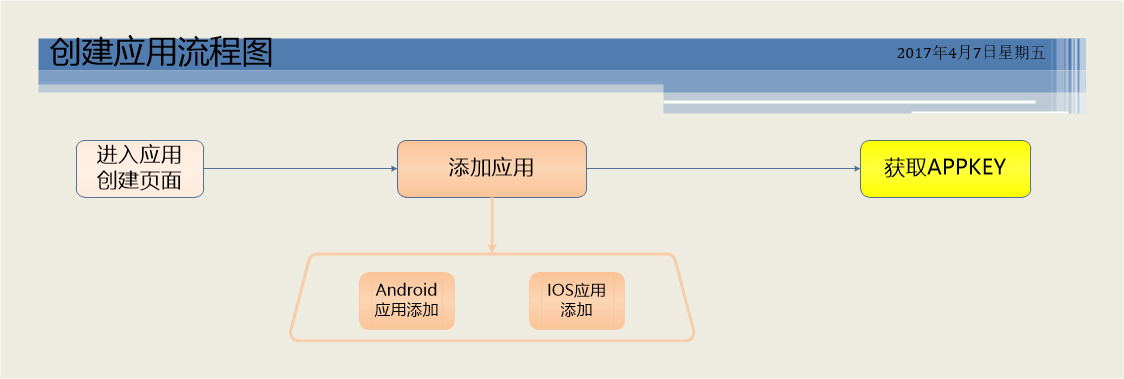 创建应用流程图
2017年4月7日星期五
进入应用
创建页面
添加应用
获取APPKEY
Android
应用添加
IOS应用
添加